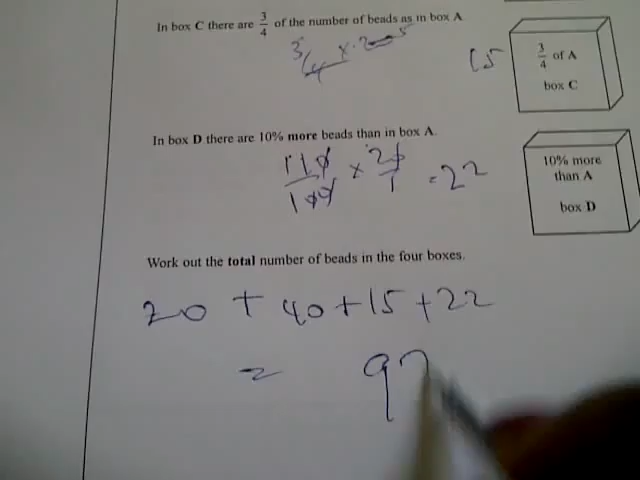 In box C there are 3/4 of the number of beads as in box A
3/4 × 20 5
15
3/4 of A
box C
In box D there are 10% more beads than in box A.
110/100 × 20/1 = 22
10% more
than A
box D
Work out the total number of beads in the four boxes.
20 + 40 + 15 + 22
= 97